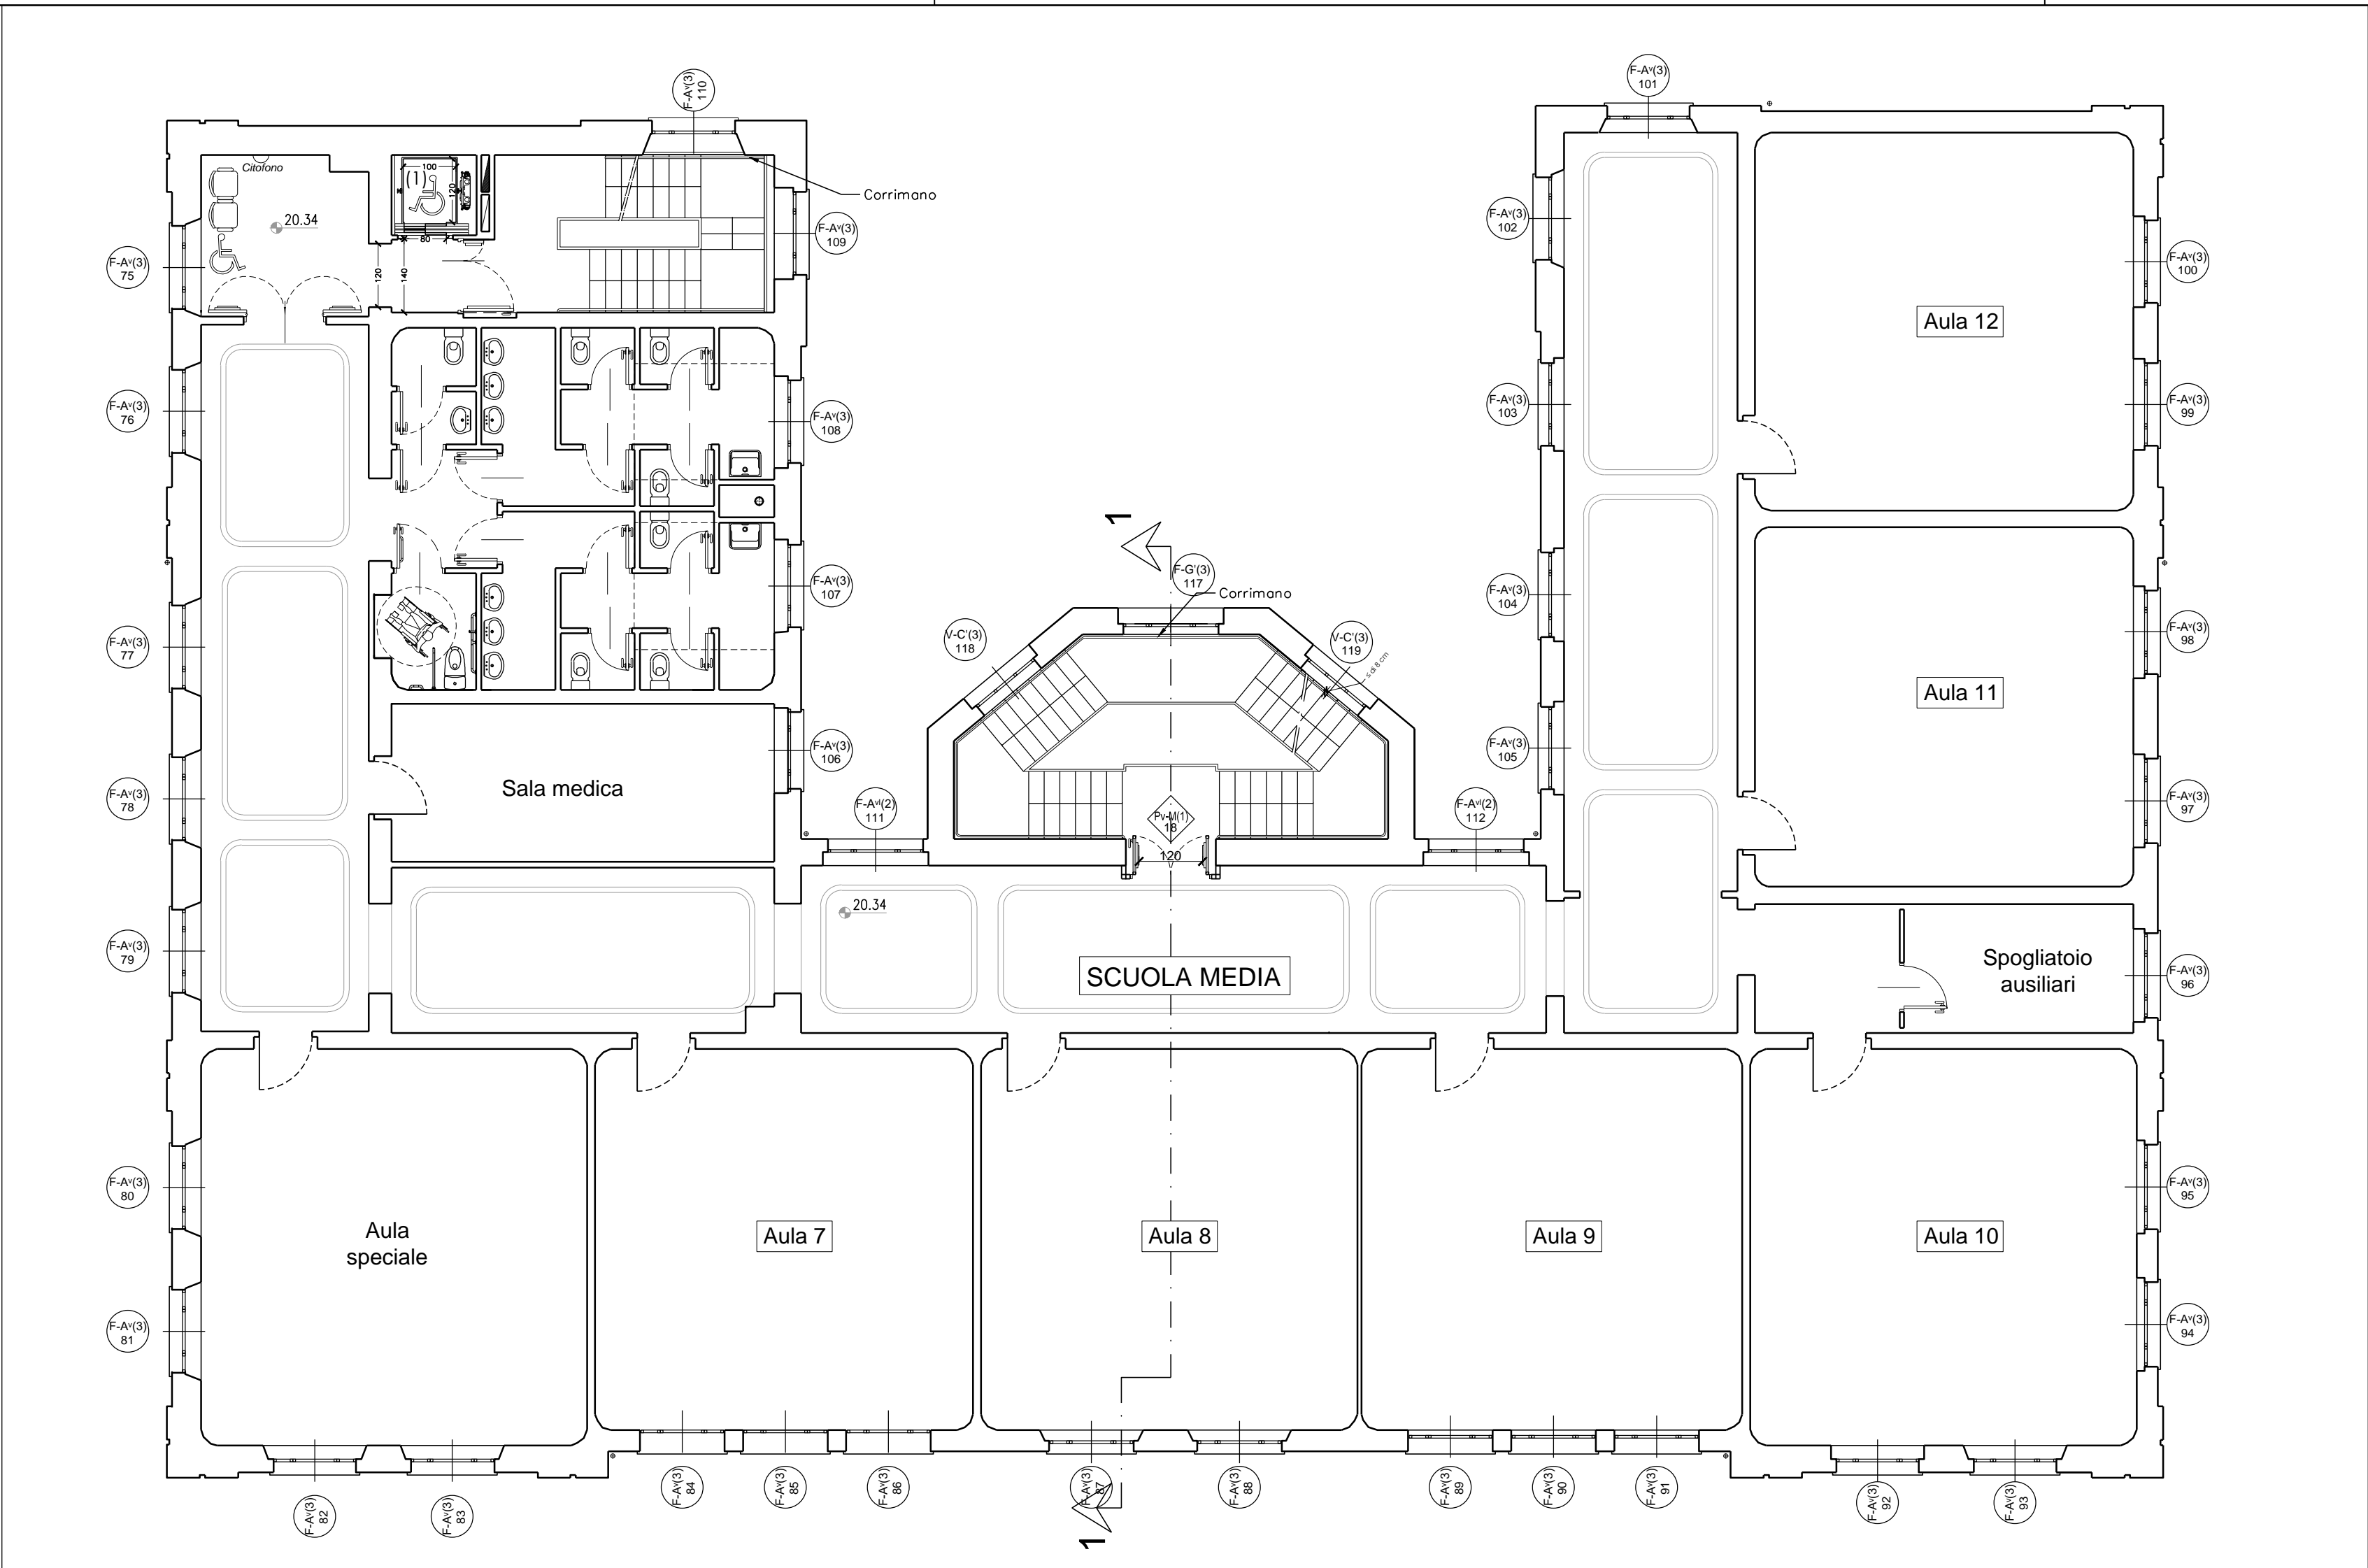 F-Aᵛ(3)
110
F-Aᵛ(3)
101
Citofono
100
(1)
120
80
120
140
20.34
Corrimano
F-Aᵛ(3)
109
F-Aᵛ(3)
75
F-Aᵛ(3)
76
F-Aᵛ(3)
77
F-Aᵛ(3)
78
F-Aᵛ(3)
79
F-Aᵛ(3)
80
F-Aᵛ(3)
81
F-Aᵛ(3)
108
F-Aᵛ(3)
107
F-Aᵛ(3)
106
Sala medica
F-Aᵛᴵ(2)
111
1
F-G'(3)
117
Corrimano
V-C'(3)
118
V-C'(3)
119
s di 8 cm
Pv-M(1)
18
120
F-Aᵛᴵ(2)
112
F-Aᵛ(3)
102
F-Aᵛ(3)
103
F-Aᵛ(3)
104
F-Aᵛ(3)
105
Aula 12
F-Aᵛ(3)
100
F-Aᵛ(3)
99
Aula 11
F-Aᵛ(3)
98
F-Aᵛ(3)
97
20.34
SCUOLA MEDIA
Spogliatoio
ausiliari
F-Aᵛ(3)
96
Aula
speciale
Aula 7
Aula 8
Aula 9
Aula 10
F-Aᵛ(3)
95
F-Aᵛ(3)
94
F-Aᵛ(3)
82
F-Aᵛ(3)
83
F-Aᵛ(3)
84
F-Aᵛ(3)
85
F-Aᵛ(3)
86
F-Aᵛ(3)
87
1
F-Aᵛ(3)
88
F-Aᵛ(3)
89
F-Aᵛ(3)
90
F-Aᵛ(3)
91
F-Aᵛ(3)
92
F-Aᵛ(3)
93